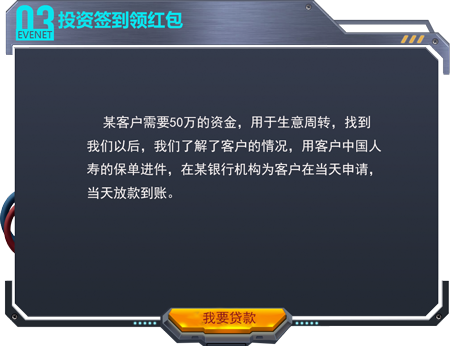 03 投资签到领红包
EVENET
某客户需要50万的资金，用于生意周转，找到
我们以后，我们了解了客户的情况，用客户中国人
寿的保单进件，在某银行机构为客户在当天申请，
当天放款到账。
我要贷款